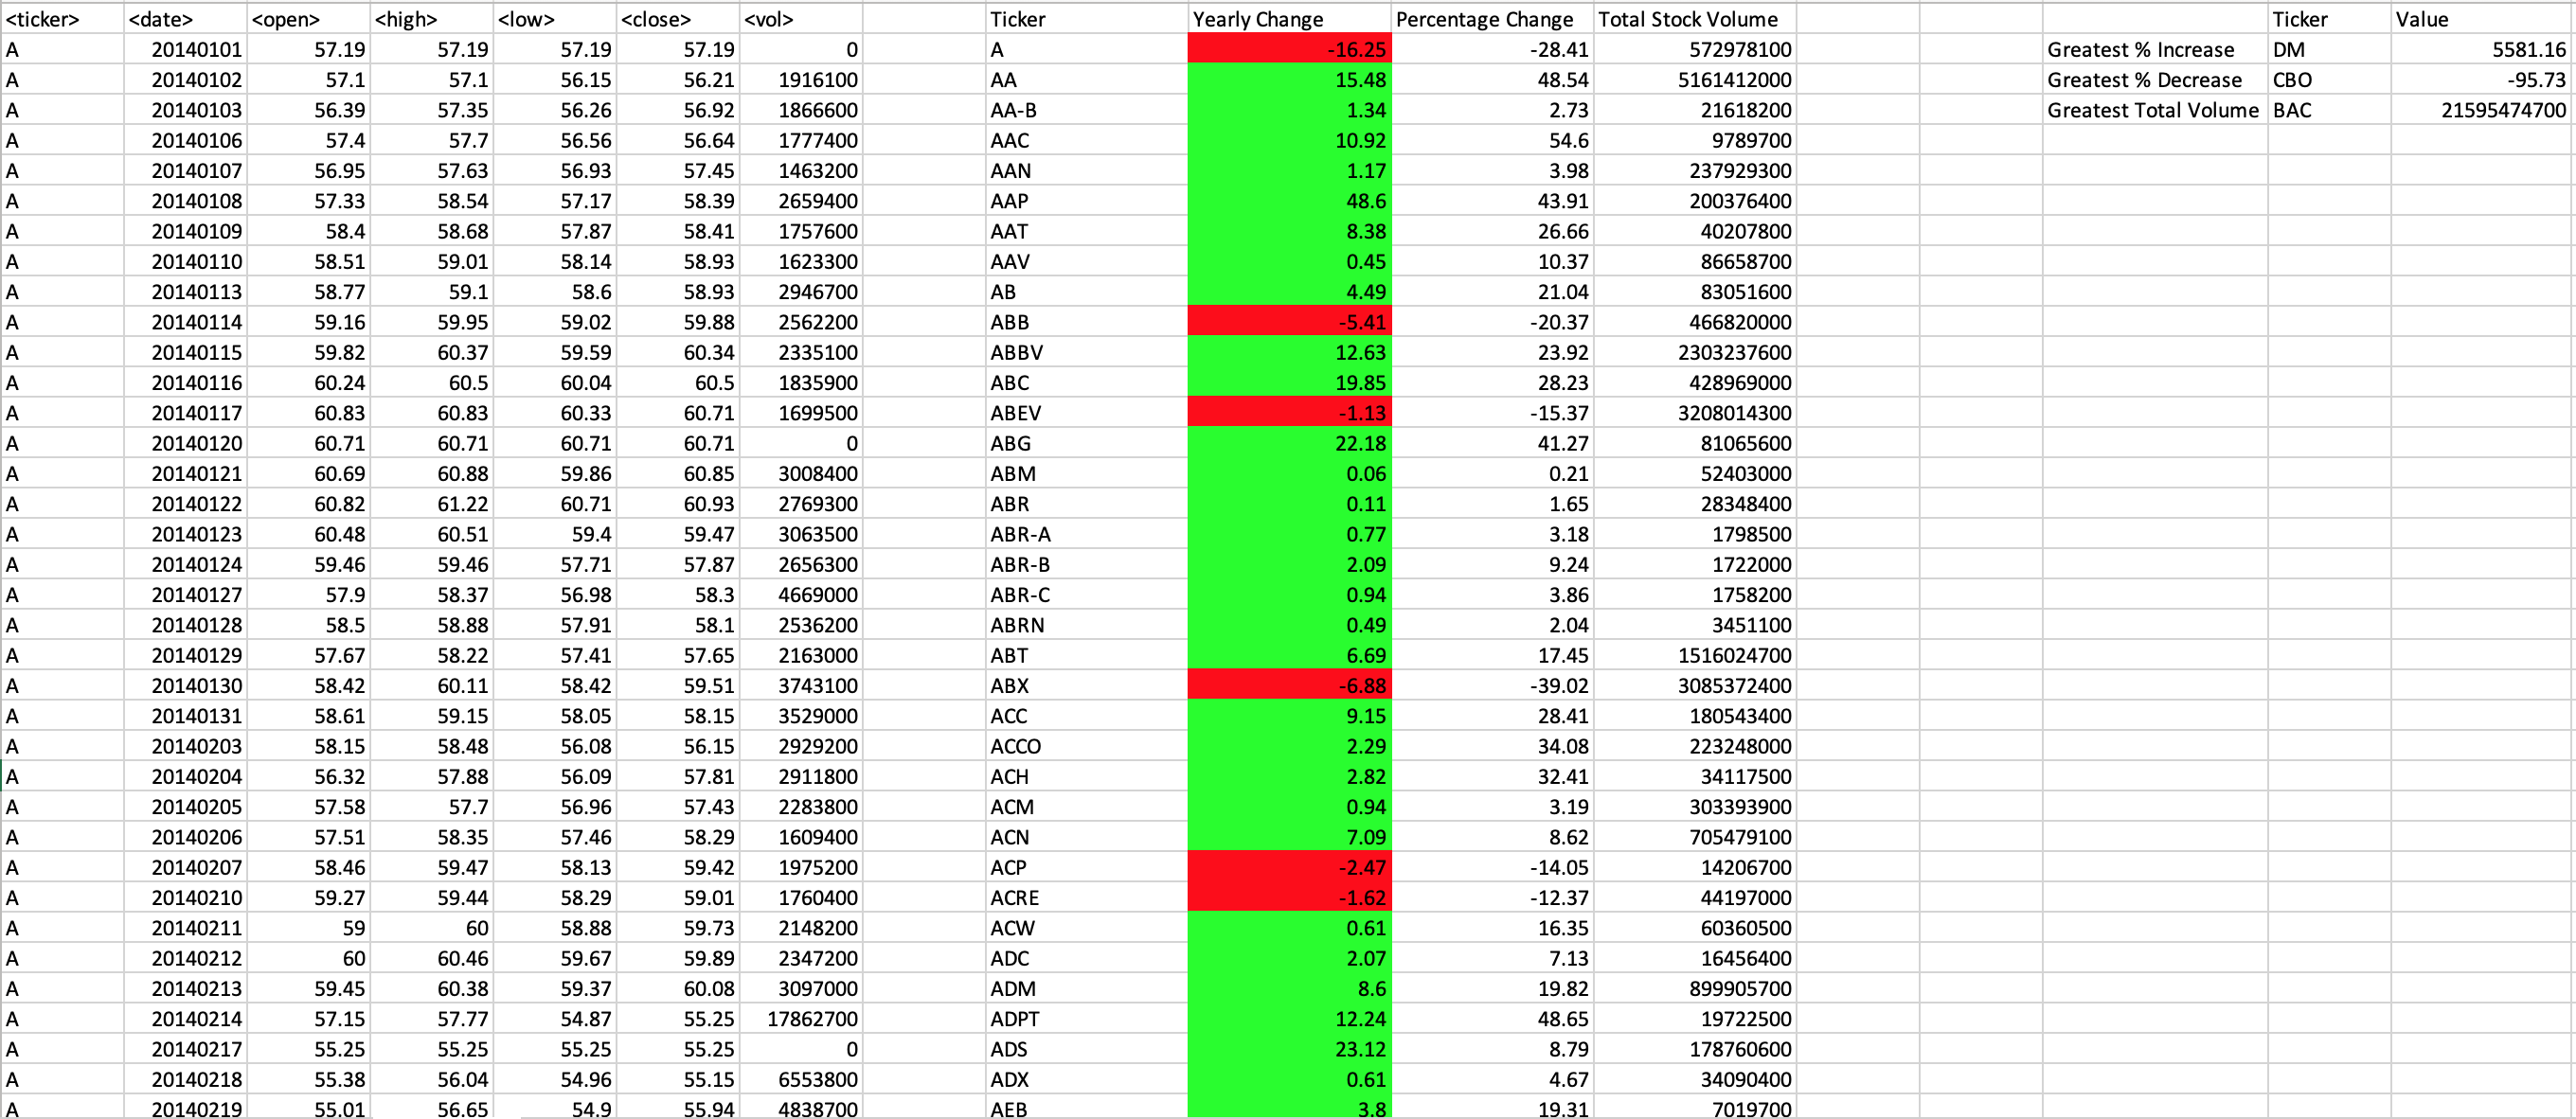 <ticker> <date> <open> <high> <low> <close> <vol> Ticker Yearly Change Percentage Change Total Stock Volume Ticker Value
A 20140101 57.19 57.19 57.19 57.19 0 A -16.25 -28.41 572978100 Greatest % Increase DM 5581.16
A 20140102 57.1 57.1 56.15 56.21 1916100 AA 15.48 48.54 5161412000 Greatest % Decrease CBO -95.73
A 20140103 56.39 57.35 56.26 56.92 1866600 AA-B 1.34 2.73 21618200 Greatest Total Volume BAC 21595474700
A 20140106 57.4 57.7 56.56 56.64 1777400 AAC 10.92 54.6 9789700
A 20140107 56.95 57.63 56.93 57.45 1463200 AAN 1.17 3.98 237929300
A 20140108 57.33 58.54 57.17 58.39 2659400 AAP 48.6 43.91 200376400
A 20140109 58.4 58.68 57.87 58.41 1757600 AAT 8.38 26.66 40207800
A 20140110 58.51 59.01 58.14 58.93 1623300 AAV 0.45 10.37 86658700
A 20140113 58.77 59.1 58.6 58.93 2946700 AB 4.49 21.04 83051600
A 20140114 59.16 59.95 59.02 59.88 2562200 ABB -5.41 -20.37 466820000
A 20140115 59.82 60.37 59.59 60.34 2335100 ABBV 12.63 23.92 2303237600
A 20140116 60.24 60.5 60.04 60.5 1835900 ABC 19.85 28.23 428969000
A 20140117 60.83 60.83 60.33 60.71 1699500 ABEV -1.13 -15.37 3208014300
A 20140120 60.71 60.71 60.71 60.71 0 ABG 22.18 41.27 81065600
A 20140121 60.69 60.88 59.86 60.85 3008400 ABM 0.06 0.21 52403000
A 20140122 60.82 61.22 60.71 60.93 2769300 ABR 0.11 1.65 28348400
A 20140123 60.48 60.51 59.4 59.47 3063500 ABR-A 0.77 3.18 1798500
A 20140124 59.46 59.46 57.71 57.87 2656300 ABR-B 2.09 9.24 1722000
A 20140127 57.9 58.37 56.98 58.3 4669000 ABR-C 0.94 3.86 1758200
A 20140128 58.5 58.88 57.91 58.1 2536200 ABRN 0.49 2.04 3451100
A 20140129 57.67 58.22 57.41 57.65 2163000 ABT 6.69 17.45 1516024700
A 20140130 58.42 60.11 58.42 59.51 3743100 ABX -6.88 -39.02 3085372400
A 20140131 58.61 59.15 58.05 58.15 3529000 ACC 9.15 28.41 180543400
A 20140203 58.15 58.48 56.08 56.15 2929200 ACCO 2.29 34.08 223248000
A 20140204 56.32 57.88 56.09 57.81 2911800 ACH 2.82 32.41 34117500
A 20140205 57.58 57.7 56.96 57.43 2283800 ACM 0.94 3.19 303393900
A 20140206 57.51 58.35 57.46 58.29 1609400 ACN 7.09 8.62 705479100
A 20140207 58.46 59.47 58.13 59.42 1975200 ACP -2.47 -14.05 14206700
A 20140210 59.27 59.44 58.29 59.01 1760400 ACRE -1.62 -12.37 44197000
A 20140211 59 60 58.88 59.73 2148200 ACW 0.61 16.35 60360500
A 20140212 60 60.46 59.67 59.89 2347200 ADC 2.07 7.13 16456400
A 20140213 59.45 60.38 59.37 60.08 3097000 ADM 8.6 19.82 899905700
A 20140214 57.15 57.77 54.87 55.25 17862700 ADPT 12.24 48.65 19722500
A 20140217 55.25 55.25 55.25 55.25 0 ADS 23.12 8.79 178760600
A 20140218 55.38 56.04 54.96 55.15 6553800 ADX 0.61 4.67 34090400
A 20140219 55.01 56.65 54.9 55.94 4838700 AEB 3.8 19.31 7019700